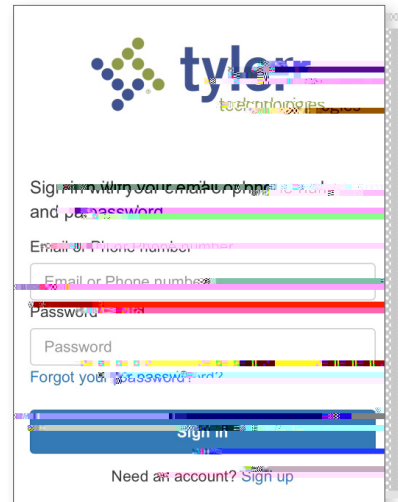 tyler
technologies
Sign in with your email or phone
and password
Email or Phone number
Email or Phone number
Password
Password
Forgot your password?
Sign in
Need an account? Sign up